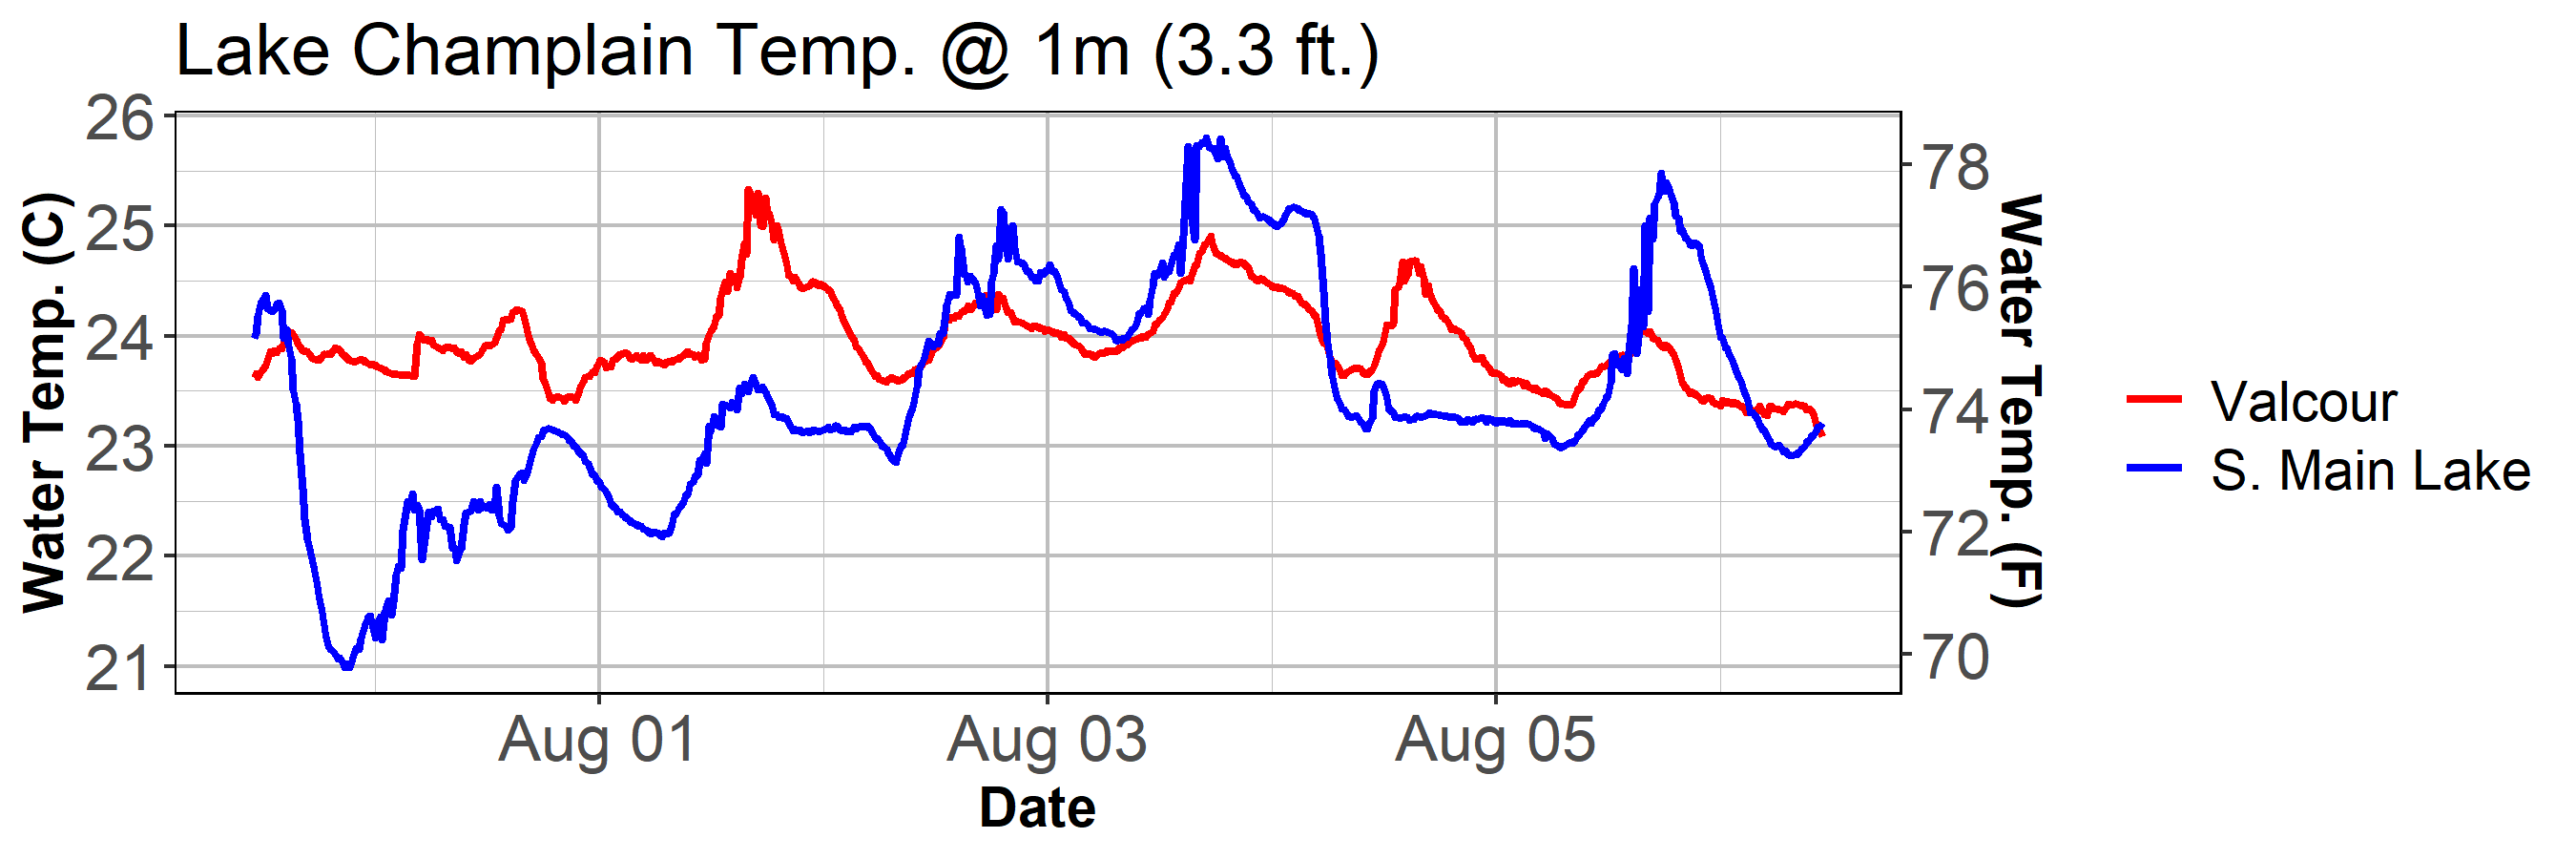 Lake Champlain Temp. @ 1m (3.3 ft.)
Water Temp. (C)
26
25
24
23
22
21
78
76
74
72
70
Water Temp. (F)
Aug 01
Aug 03
Aug 05
Date
Valcour
S. Main Lake